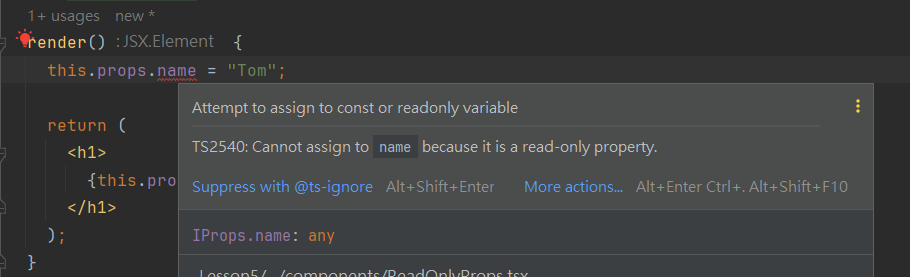 1+ usages   new *
render() :JSX.Element  {
this.props.name = "Tom";
Attempt to assign to const or readonly variable
TS2540: Cannot assign to name because it is a read-only property.
return (
<h1>
{this.pro
Suppress with @ts-ignore   Alt+Shift+Enter   More actions...   Alt+Enter Ctrl+. Alt+Shift+F10
</h1>
IProps.name: any
);
}